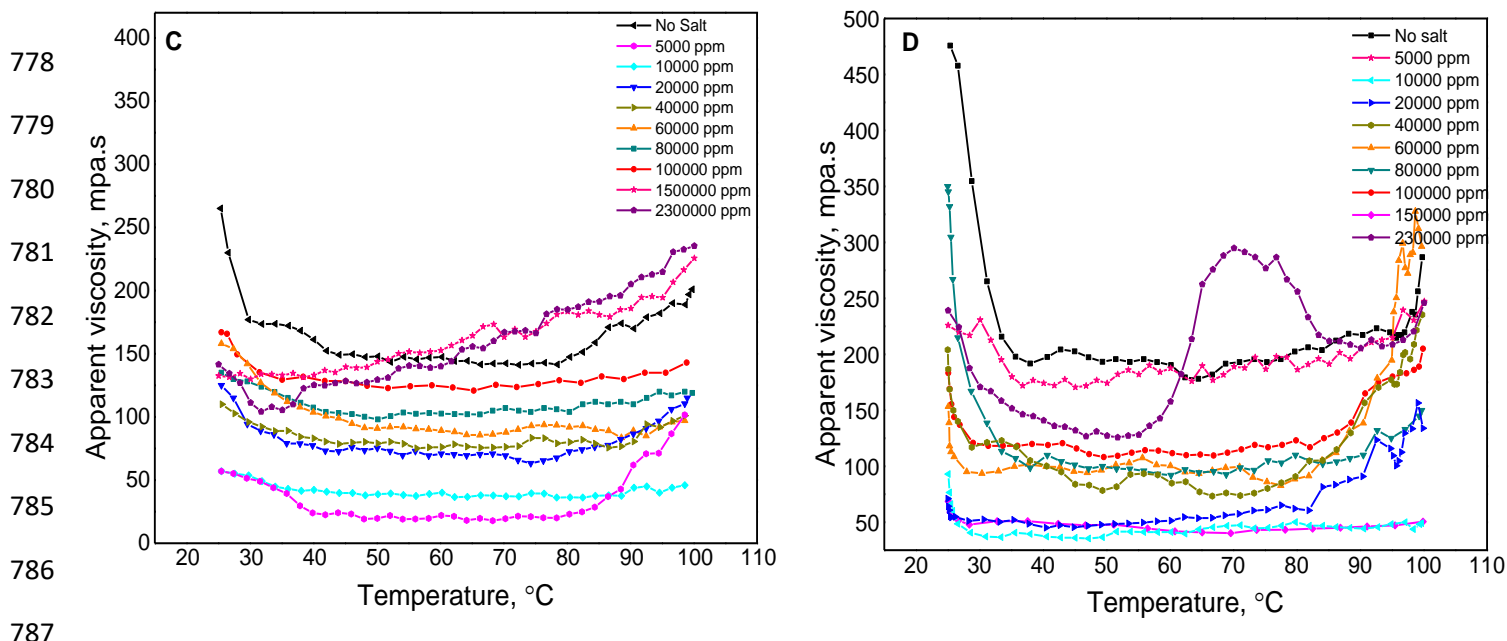 778
779
780
781
782
783
784
785
786
787
C
400
350
300
250
200
150
100
50
0
Apparent viscosity, mpa.s
20 30 40 50 60 70 80 90 100 110
Temperature, °C
No Salt
5000 ppm
10000 ppm
20000 ppm
40000 ppm
60000 ppm
80000 ppm
100000 ppm
1500000 ppm
2300000 ppm
D
500
450
400
350
300
250
200
150
100
50
Apparent viscosity, mpa.s
20 30 40 50 60 70 80 90 100 110
Temperature, °C
No salt
5000 ppm
10000 ppm
20000 ppm
40000 ppm
60000 ppm
80000 ppm
100000 ppm
150000 ppm
230000 ppm